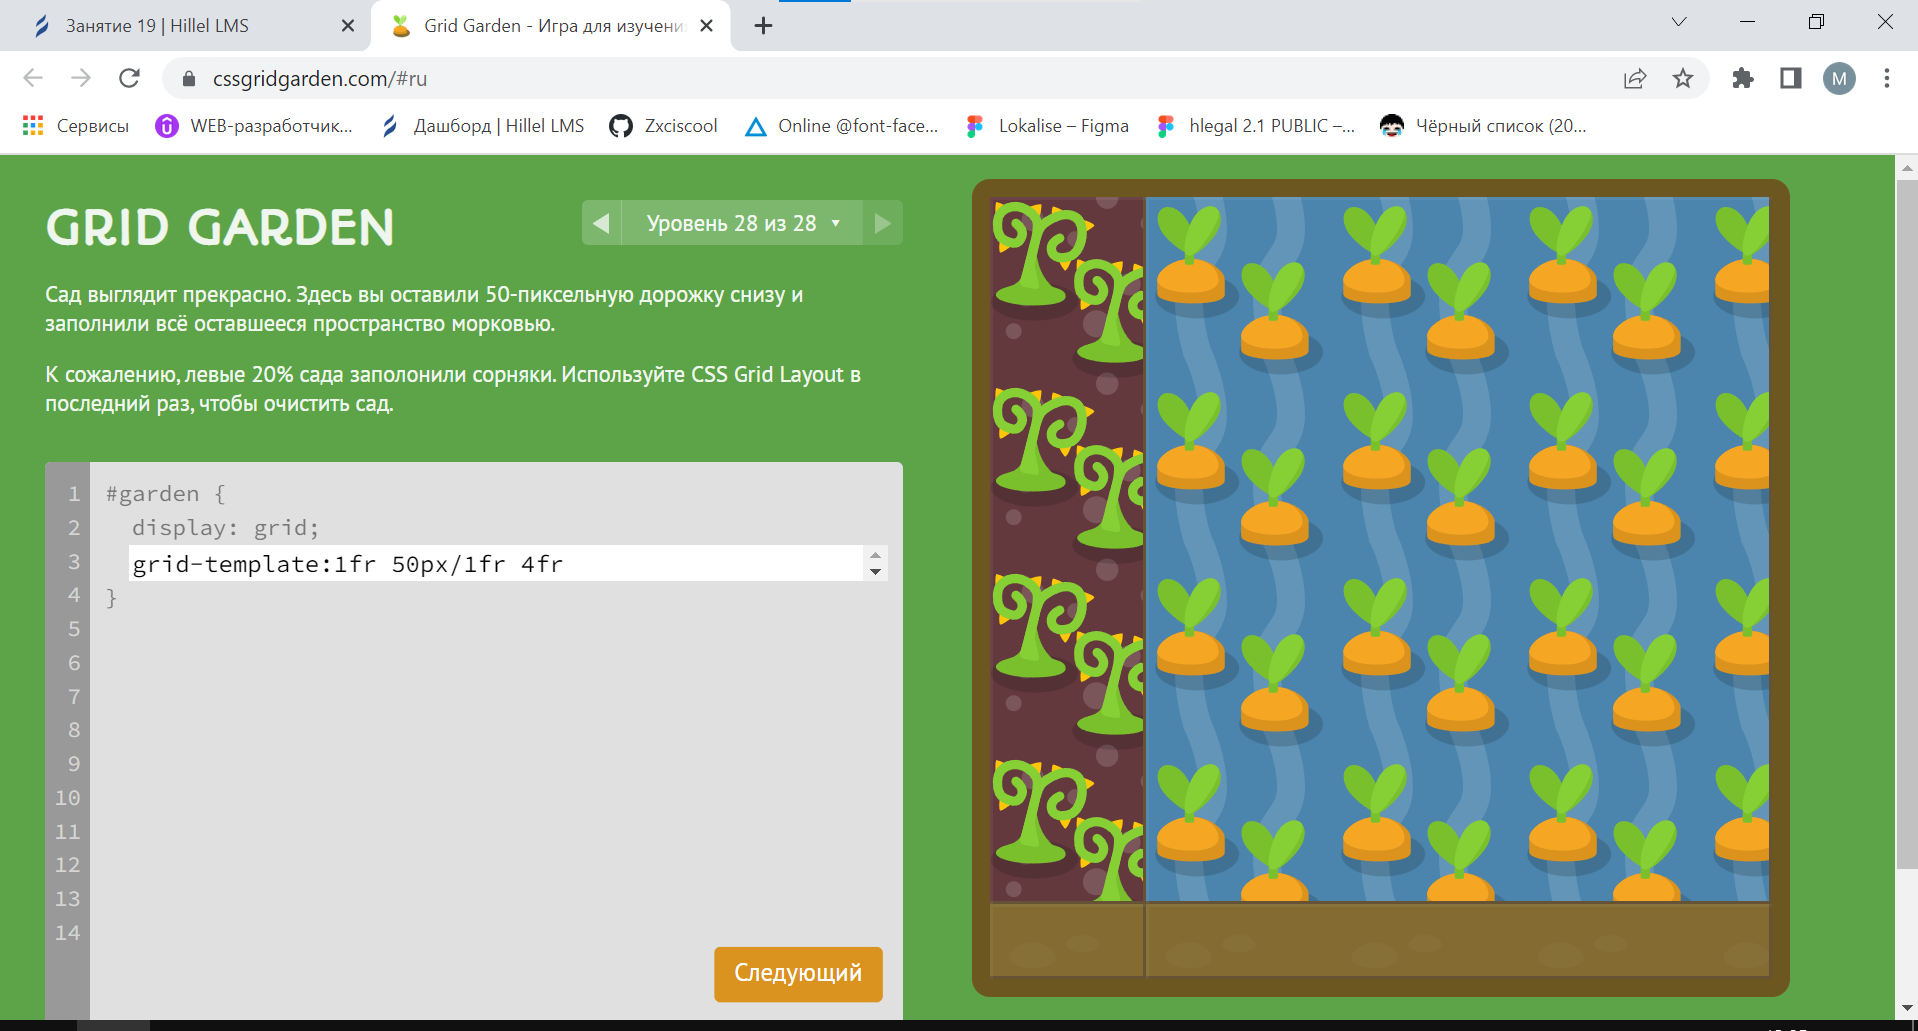 Занятие 19 | Hillel LMS
Grid Garden - Игра для изучени
cssgridgarden.com/#ru
M
Сервисы
WEB-разработчик...
Дашборд | Hillel LMS
Zxciscool
Online @font-face...
Lokalise – Figma
hlegal 2.1 PUBLIC –...
Чёрный список (20...
GRID GARDEN
Уровень 28 из 28
Сад выглядит прекрасно. Здесь вы оставили 50-пиксельную дорожку снизу и
заполнили всё оставшееся пространство морковью.
К сожалению, левые 20% сада заполонили сорняки. Используйте CSS Grid Layout в
последний раз, чтобы очистить сад.
1 #garden {
2 display: grid;
3 grid-template:1fr 50px/1fr 4fr
4 }
5
6
7
8
9
10
11
12
13
14
Следующий